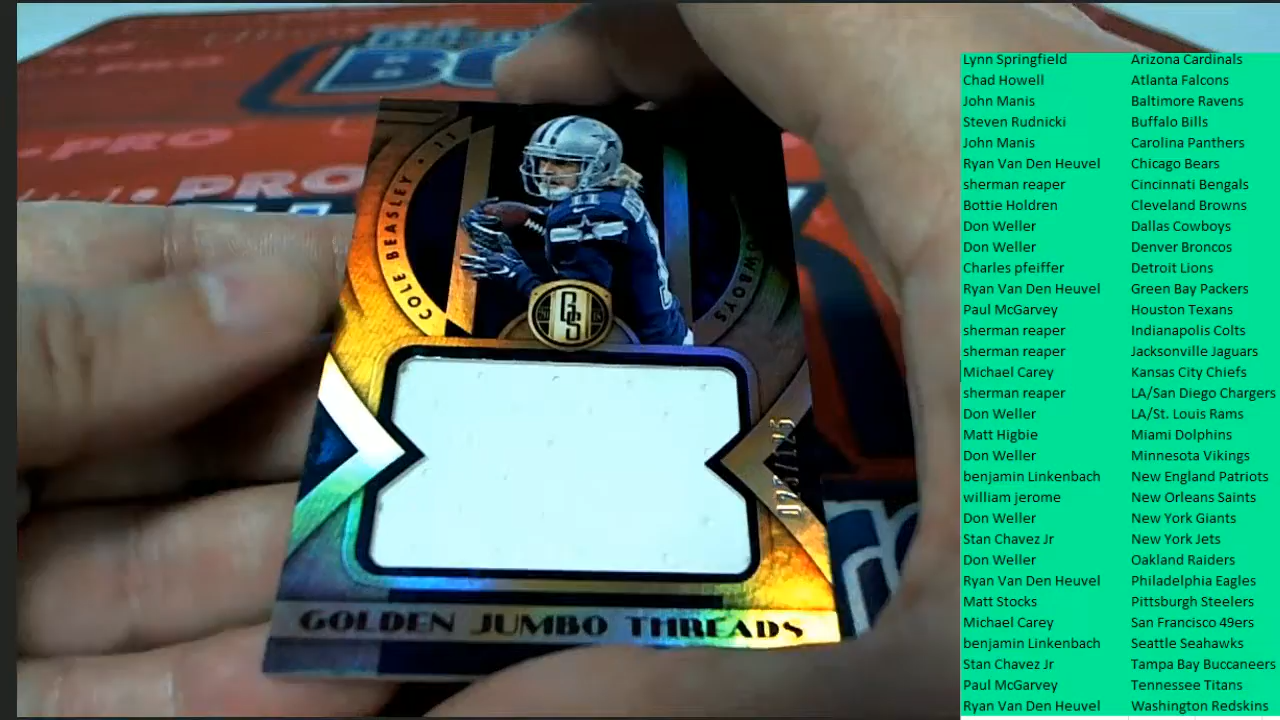 COLE BEASLEY • 11
11
COWBOYS
GS
GOLDEN JUMBO THREADS
PRO
PRO
Lynn Springfield Arizona Cardinals
Chad Howell Atlanta Falcons
John Manis Baltimore Ravens
Steven Rudnicki Buffalo Bills
John Manis Carolina Panthers
Ryan Van Den Heuvel Chicago Bears
sherman reaper Cincinnati Bengals
Bottie Holdren Cleveland Browns
Don Weller Dallas Cowboys
Don Weller Denver Broncos
Charles pfeiffer Detroit Lions
Ryan Van Den Heuvel Green Bay Packers
Paul McGarvey Houston Texans
sherman reaper Indianapolis Colts
sherman reaper Jacksonville Jaguars
Michael Carey Kansas City Chiefs
sherman reaper LA/San Diego Chargers
Don Weller LA/St. Louis Rams
Matt Higbie Miami Dolphins
Don Weller Minnesota Vikings
benjamin Linkenbach New England Patriots
william jerome New Orleans Saints
Don Weller New York Giants
Stan Chavez Jr New York Jets
Don Weller Oakland Raiders
Ryan Van Den Heuvel Philadelphia Eagles
Matt Stocks Pittsburgh Steelers
Michael Carey San Francisco 49ers
benjamin Linkenbach Seattle Seahawks
Stan Chavez Jr Tampa Bay Buccaneers
Paul McGarvey Tennessee Titans
Ryan Van Den Heuvel Washington Redskins